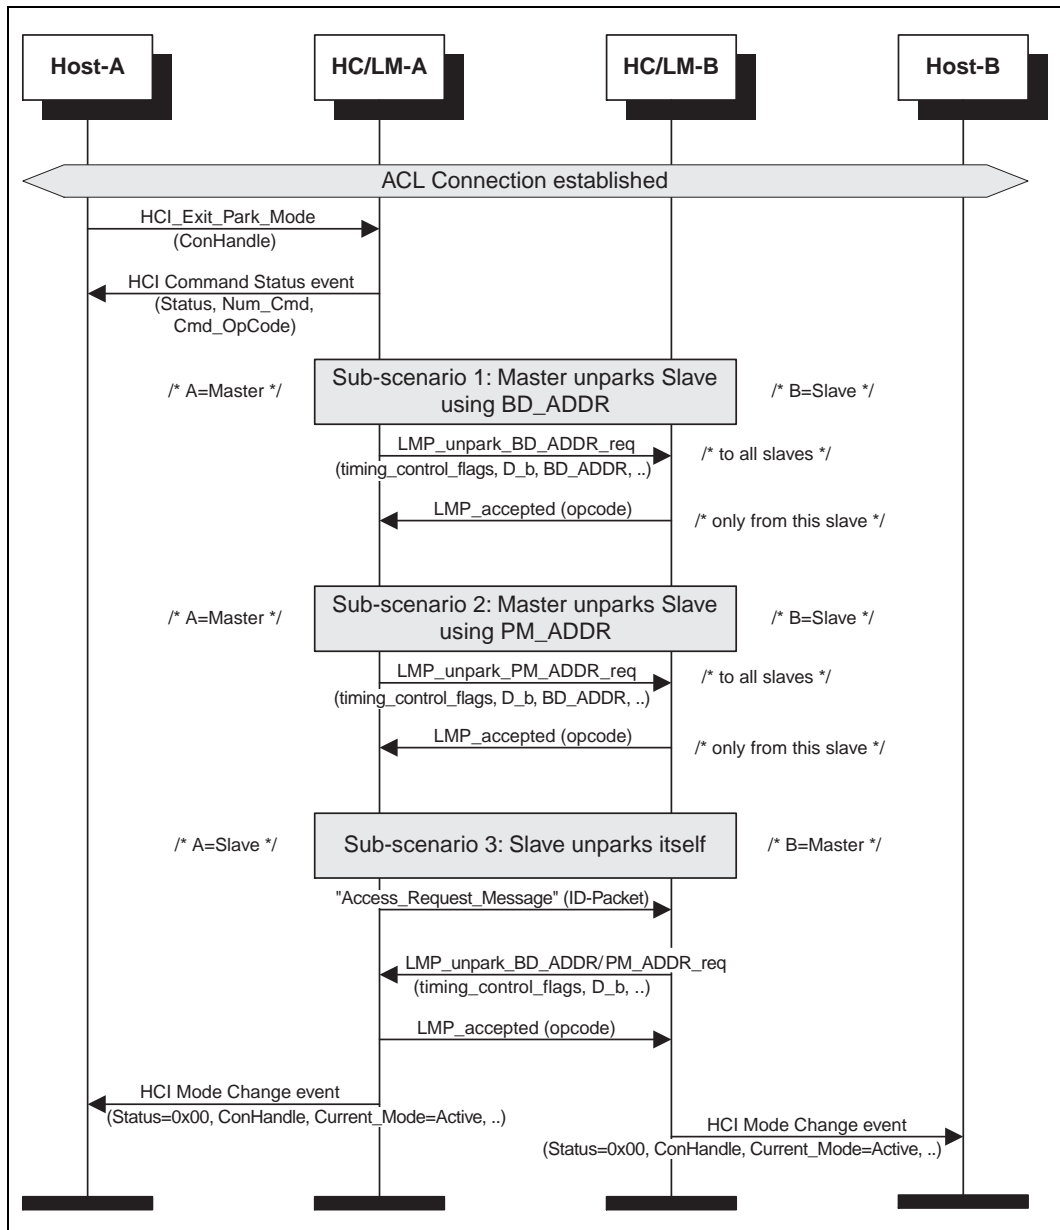 Host-A
HC/LM-A
HC/LM-B
Host-B
ACL Connection established
HCI_Exit_Park_Mode
(ConHandle)
HCI Command Status event
(Status, Num_Cmd,
Cmd_OpCode)
/* A=Master */
Sub-scenario 1: Master unparks Slave
using BD_ADDR
/* B=Slave */
LMP_unpark_BD_ADDR_req
(timing_control_flags, D_b, BD_ADDR, ..)
/* to all slaves */
LMP_accepted (opcode)
/* only from this slave */
/* A=Master */
Sub-scenario 2: Master unparks Slave
using PM_ADDR
/* B=Slave */
LMP_unpark_PM_ADDR_req
(timing_control_flags, D_b, BD_ADDR, ..)
/* to all slaves */
LMP_accepted (opcode)
/* only from this slave */
/* A=Slave */
Sub-scenario 3: Slave unparks itself
/* B=Master */
"Access_Request_Message" (ID-Packet)
LMP_unpark_BD_ADDR/PM_ADDR_req
(timing_control_flags, D_b, ..)
LMP_accepted (opcode)
HCI Mode Change event
(Status=0x00, ConHandle, Current_Mode=Active, ..)
HCI Mode Change event
(Status=0x00, ConHandle, Current_Mode=Active, ..)